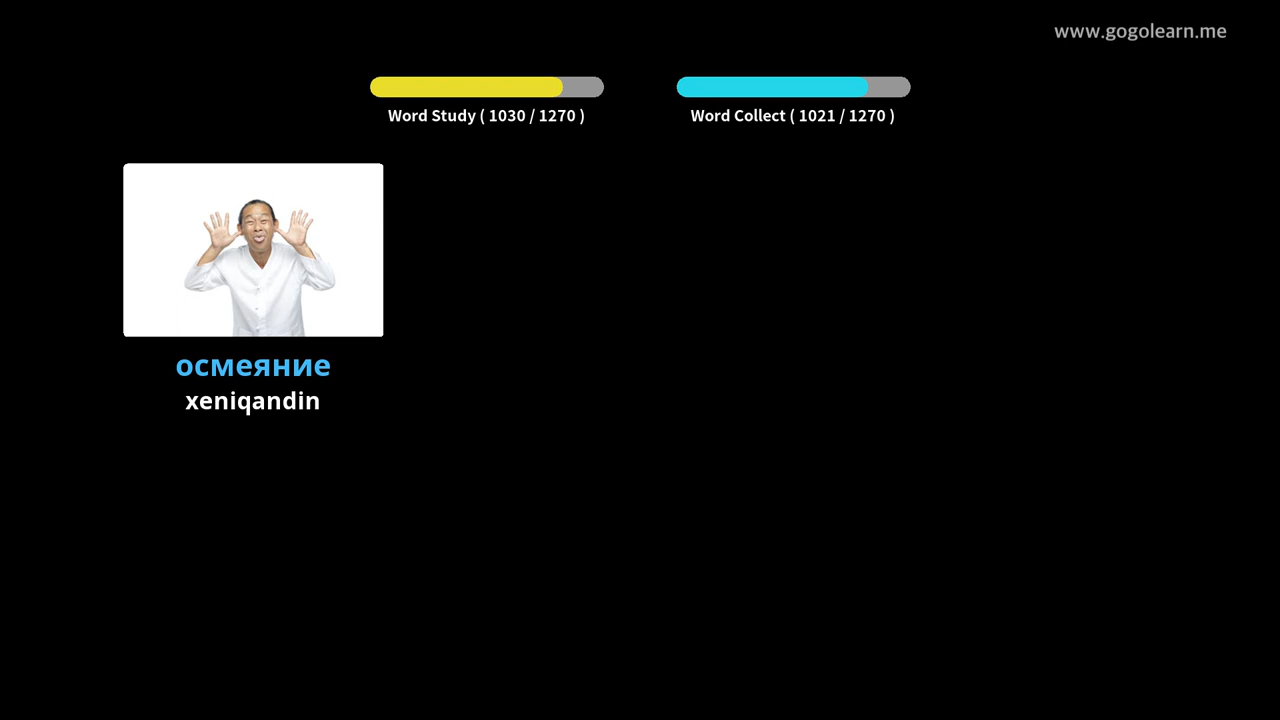 www.gogolearn.me
Word Study ( 1030 / 1270 )
Word Collect ( 1021 / 1270 )
осмеяние
xeniqandin